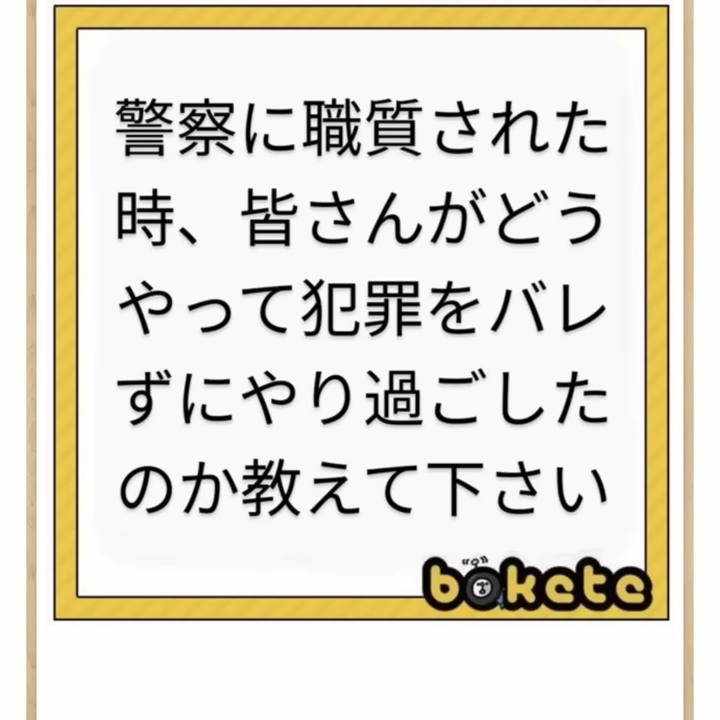 警察に職質された
時、皆さんがどう
やって犯罪をバレ
ずにやり過ごした
のか教えて下さい
bokete